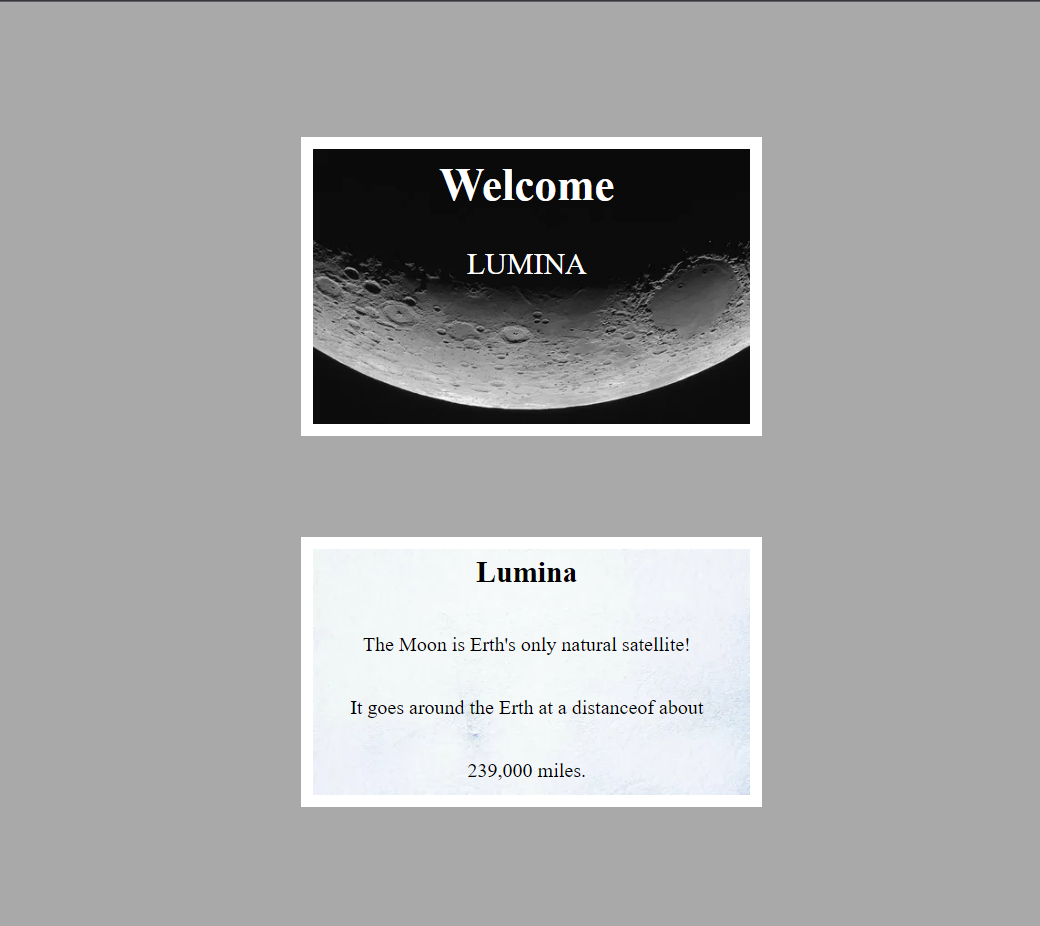 Welcome
LUMINA
Lumina
The Moon is Erth's only natural satellite!
It goes around the Erth at a distanceof about
239,000 miles.